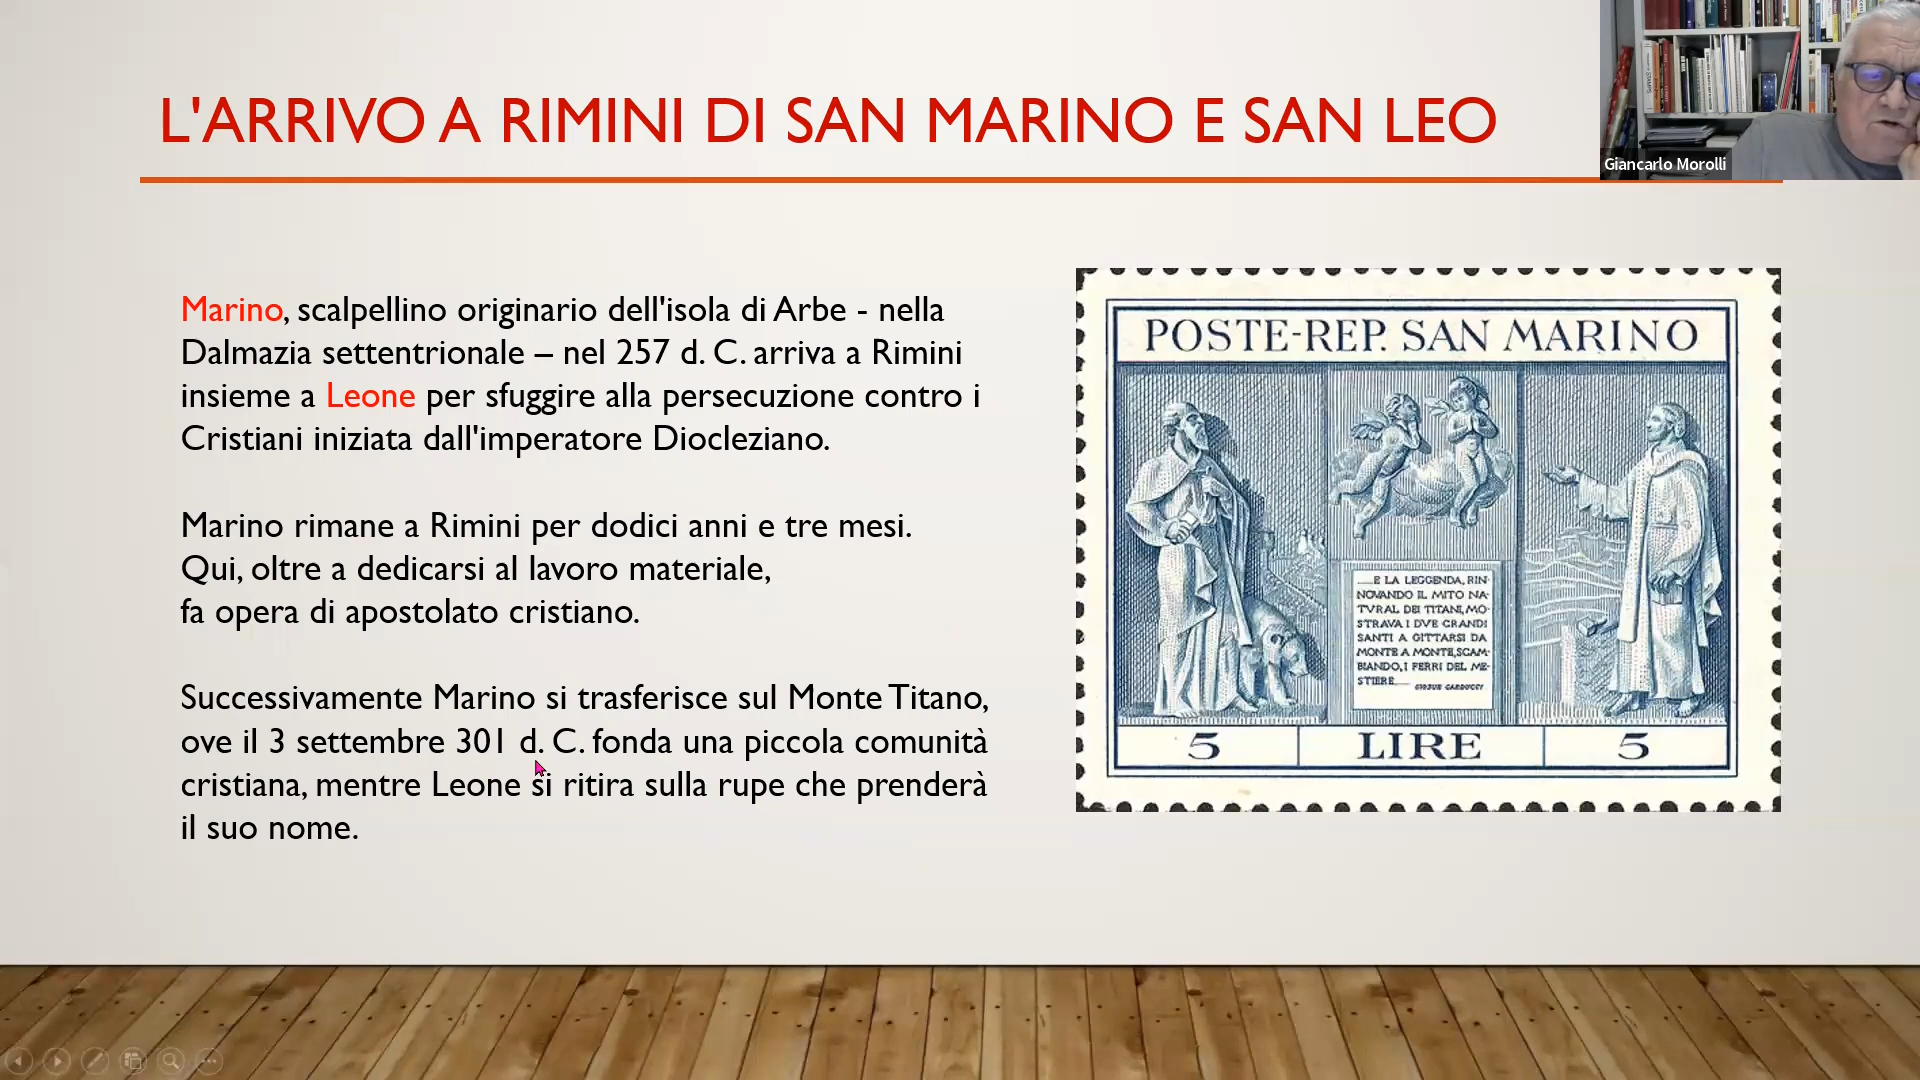 L'ARRIVO A RIMINI DI SAN MARINO E SAN LEO
Giancarlo Morolli
Marino, scalpellino originario dell'isola di Arbe - nella
Dalmazia settentrionale – nel 257 d. C. arriva a Rimini
insieme a Leone per sfuggire alla persecuzione contro i
Cristiani iniziata dall'imperatore Diocleziano.
Marino rimane a Rimini per dodici anni e tre mesi.
Qui, oltre a dedicarsi al lavoro materiale,
fa opera di apostolato cristiano.
Successivamente Marino si trasferisce sul Monte Titano,
ove il 3 settembre 301 d. C. fonda una piccola comunità
cristiana, mentre Leone si ritira sulla rupe che prenderà
il suo nome.
POSTE-REP. SAN MARINO
....E LA LEGGENDA, RIN-
NOVANDO IL MITO NA-
TVRAL DEI TITANI, MO-
STRAVA I DVE GRANDI
SANTI A GITTARSI DA
MONTE A MONTE, SCAM-
BIANDO, I FERRI DEL ME-
STIERE....
GIOSUE CARDUCCI
5 LIRE 5